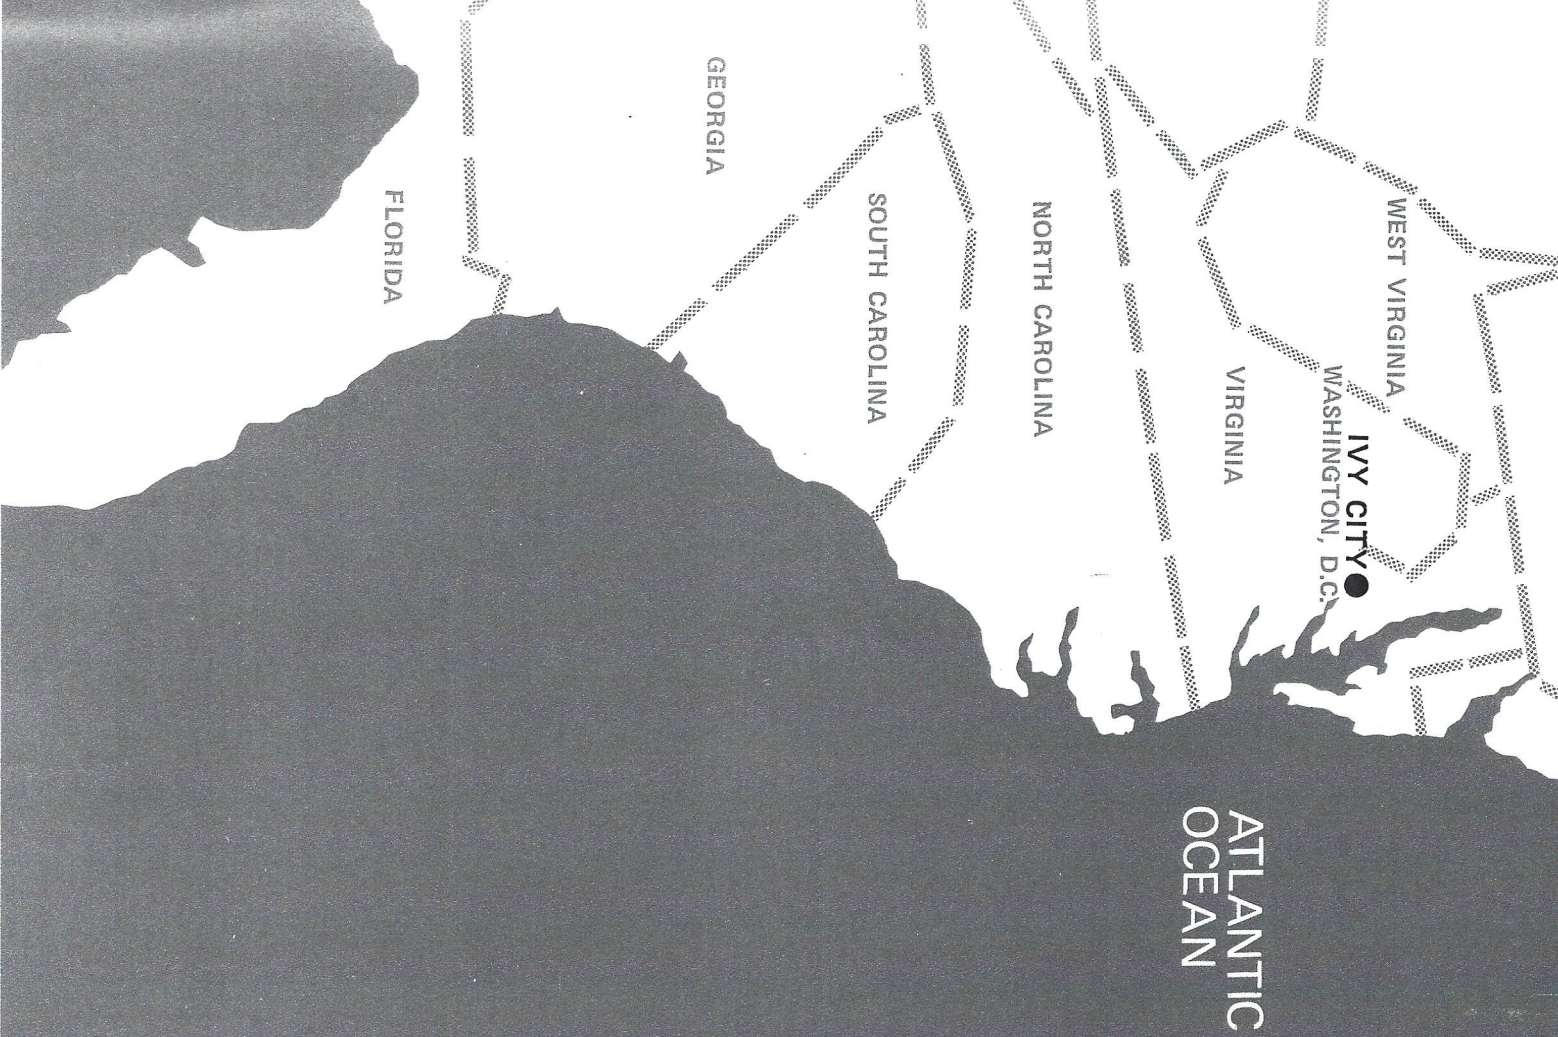 WEST VIRGINIA
IVY CITY
WASHINGTON, D.C.
VIRGINIA
ATLANTIC
OCEAN
NORTH CAROLINA
SOUTH CAROLINA
GEORGIA
FLORIDA